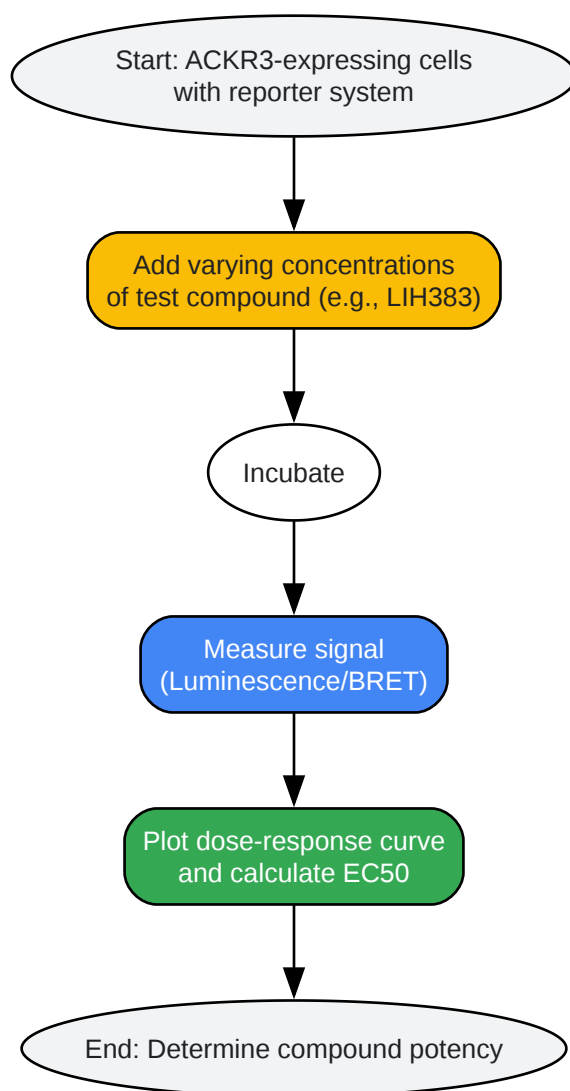 Start: ACKR3-expressing cells
with reporter system
Add varying concentrations
of test compound (e.g., LIH383)
Incubate
Measure signal
(Luminescence/BRET)
Plot dose-response curve
and calculate EC50
End: Determine compound potency